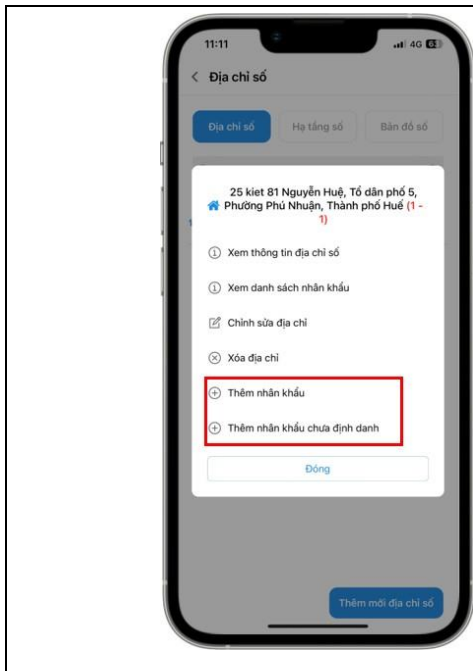 11:11
4G 63
Địa chỉ số
Địa chỉ số
Hạ tầng số
Bản đồ số
25 kiet 81 Nguyễn Huệ, Tổ dân phố 5,
Phường Phú Nhuận, Thành phố Huế (1 -
1)
Xem thông tin địa chỉ số
Xem danh sách nhân khẩu
Chỉnh sửa địa chỉ
Xóa địa chỉ
Thêm nhân khẩu
Thêm nhân khẩu chưa định danh
Đóng
Thêm mới địa chỉ số